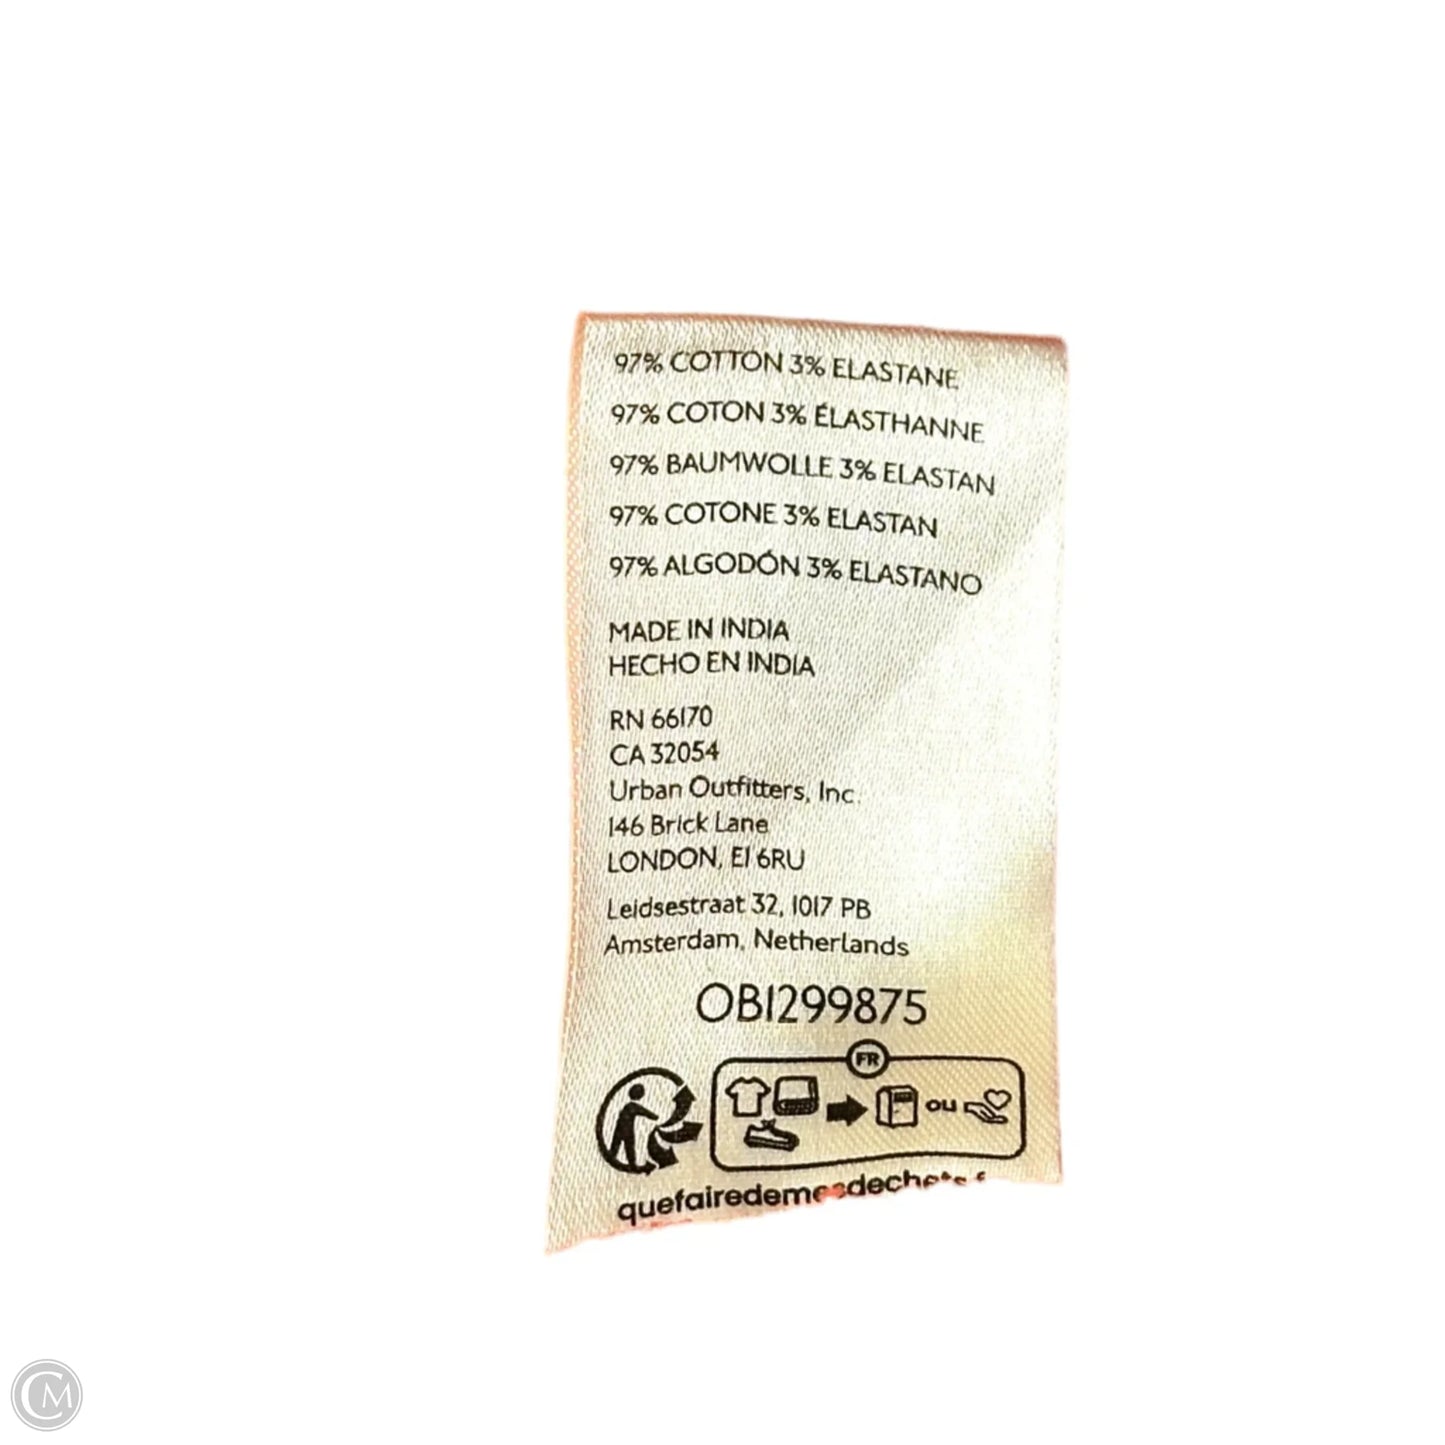 97% COTTON 3% ELASTANE
97% COTON 3% ÉLASTHANNE
97% BAUMWOLLE 3% ELASTAN
97% COTONE 3% ELASTAN
97% ALGODÓN 3% ELASTANO
MADE IN INDIA
HECHO EN INDIA
RN 66170
CA 32054
Urban Outfitters, Inc.
146 Brick Lane
LONDON, E1 6RU
Leidsestraat 32, 1017 PB
Amsterdam, Netherlands
OB1299875
FR
ou
CM